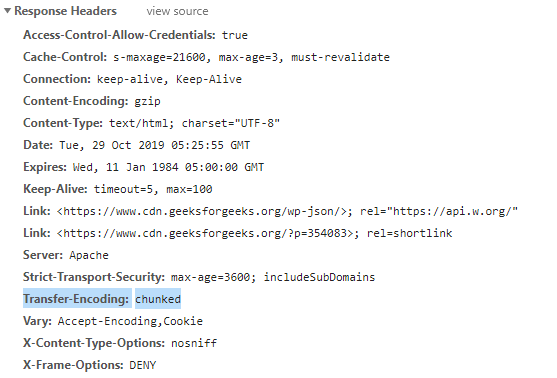 Response Headers view source
Access-Control-Allow-Credentials: true
Cache-Control: s-maxage=21600, max-age=3, must-revalidate
Connection: keep-alive, Keep-Alive
Content-Encoding: gzip
Content-Type: text/html; charset="UTF-8"
Date: Tue, 29 Oct 2019 05:25:55 GMT
Expires: Wed, 11 Jan 1984 05:00:00 GMT
Keep-Alive: timeout=5, max=100
Link: <https://www.cdn.geeksforgeeks.org/wp-json/>; rel="https://api.w.org/"
Link: <https://www.cdn.geeksforgeeks.org/?p=354083>; rel=shortlink
Server: Apache
Strict-Transport-Security: max-age=3600; includeSubDomains
Transfer-Encoding: chunked
Vary: Accept-Encoding,Cookie
X-Content-Type-Options: nosniff
X-Frame-Options: DENY